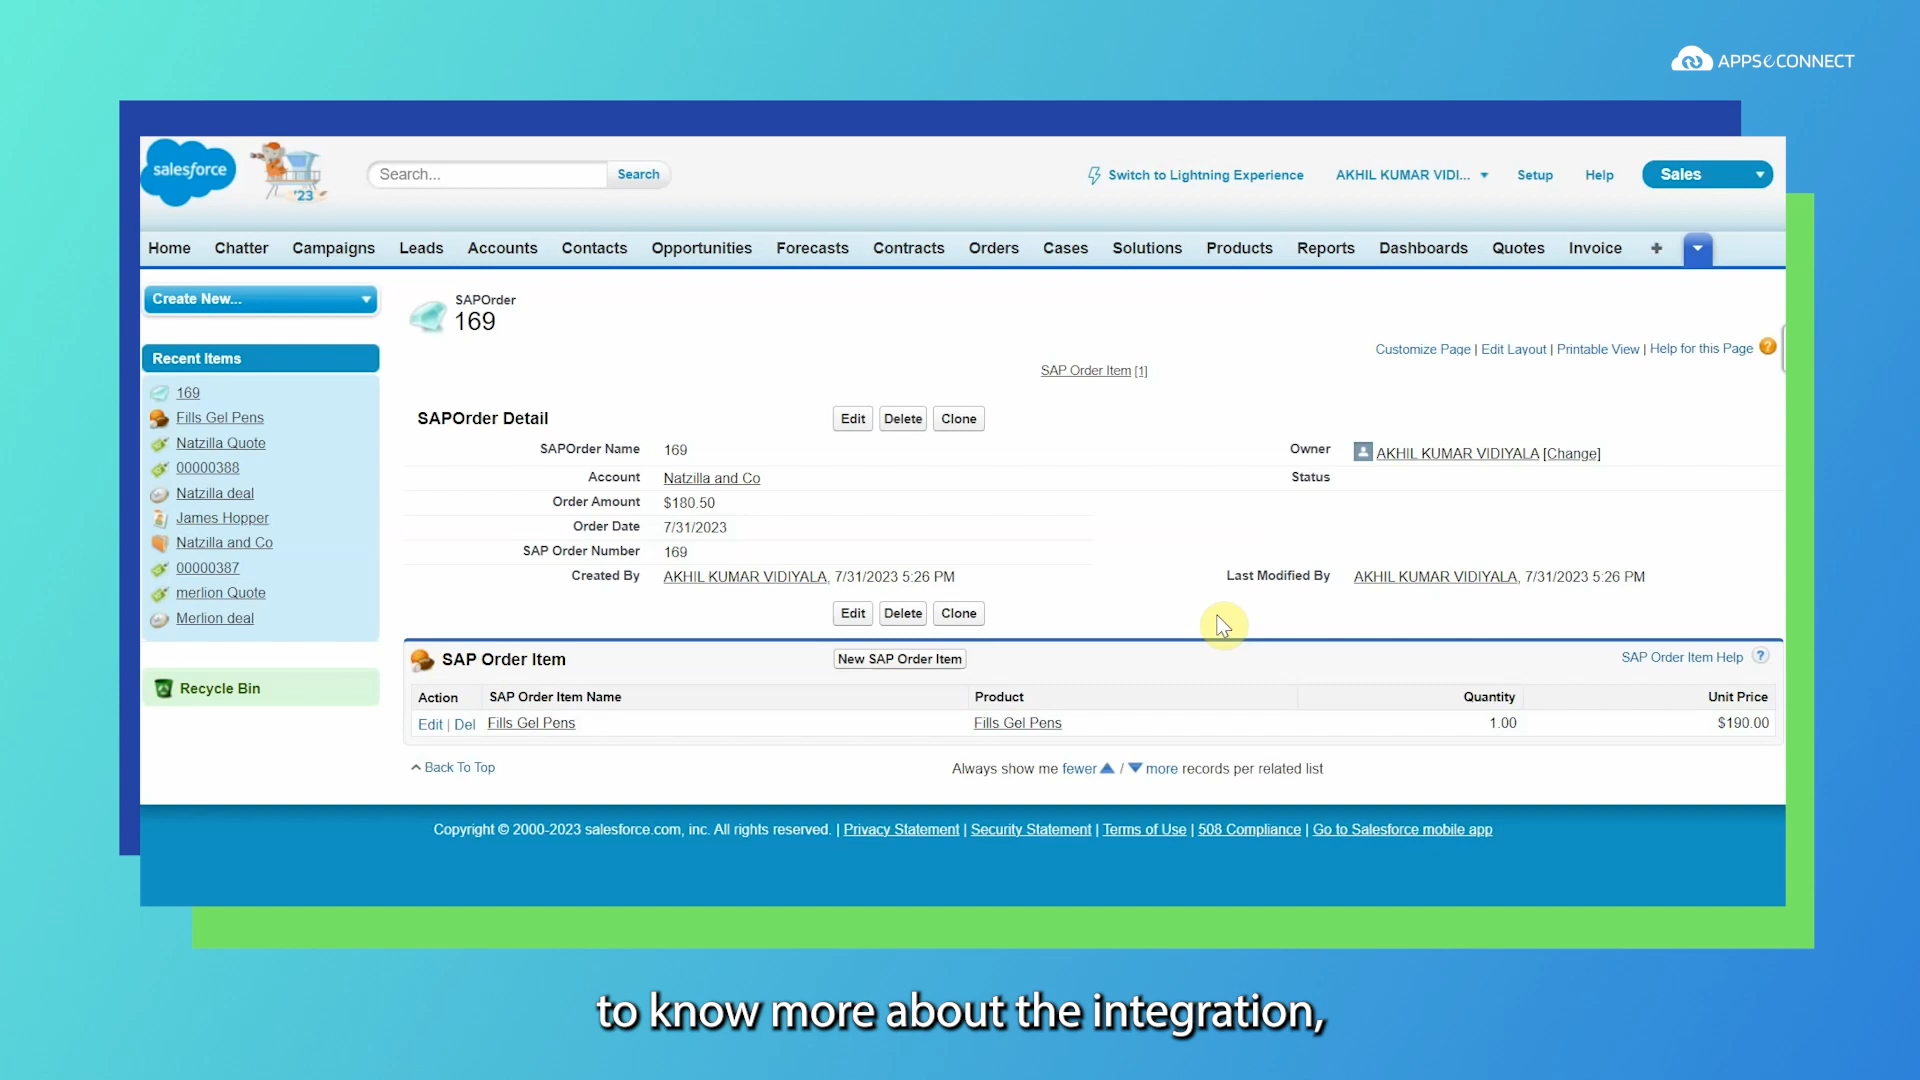 APPSeCONNECT
salesforce
'23
Search...
Search
Switch to Lightning Experience
AKHIL KUMAR VIDI...
Setup
Help
Sales
Home Chatter Campaigns Leads Accounts Contacts Opportunities Forecasts Contracts Orders Cases Solutions Products Reports Dashboards Quotes Invoice +
Create New...
Recent Items
169
Fills Gel Pens
Natzilla Quote
00000388
Natzilla deal
James Hopper
Natzilla and Co
00000387
merlion Quote
Merlion deal
Recycle Bin
SAPOrder
169
Customize Page | Edit Layout | Printable View | Help for this Page ?
SAP Order Item [1]
SAPOrder Detail
Edit Delete Clone
SAPOrder Name 169
Owner AKHIL KUMAR VIDIYALA [Change]
Account Natzilla and Co
Status
Order Amount $180.50
Order Date 7/31/2023
SAP Order Number 169
Created By AKHIL KUMAR VIDIYALA, 7/31/2023 5:26 PM
Last Modified By AKHIL KUMAR VIDIYALA, 7/31/2023 5:26 PM
Edit Delete Clone
SAP Order Item
New SAP Order Item
SAP Order Item Help ?
Action SAP Order Item Name Product Quantity Unit Price
Edit | Del Fills Gel Pens Fills Gel Pens 1.00 $190.00
Back To Top
Always show me fewer / more records per related list
Copyright © 2000-2023 salesforce.com, inc. All rights reserved. | Privacy Statement | Security Statement | Terms of Use | 508 Compliance | Go to Salesforce mobile app
to know more about the integration,